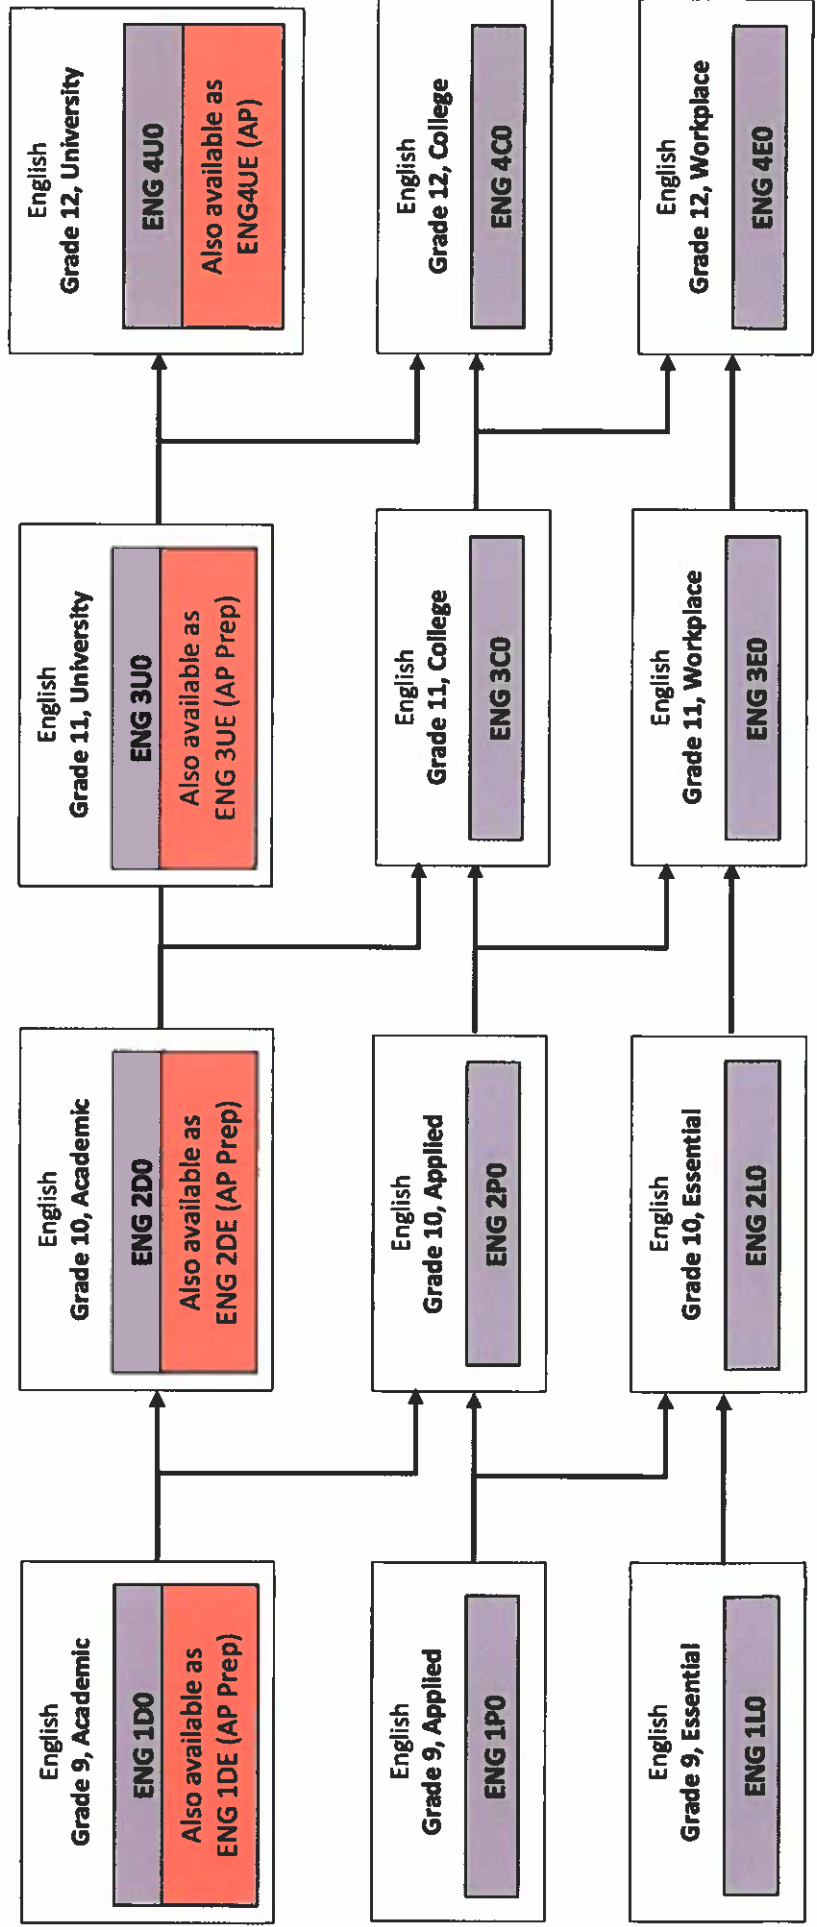 English
Grade 9, Academic
ENG 1D0
Also available as
ENG 1DE (AP Prep)
English
Grade 10, Academic
ENG 2D0
Also available as
ENG 2DE (AP Prep)
English
Grade 11, University
ENG 3U0
Also available as
ENG 3UE (AP Prep)
English
Grade 12, University
ENG 4U0
Also available as
ENG4UE (AP)
English
Grade 9, Applied
ENG 1P0
English
Grade 10, Applied
ENG 2P0
English
Grade 11, College
ENG 3C0
English
Grade 12, College
ENG 4C0
English
Grade 9, Essential
ENG 1L0
English
Grade 10, Essential
ENG 2L0
English
Grade 11, Workplace
ENG 3E0
English
Grade 12, Workplace
ENG 4E0